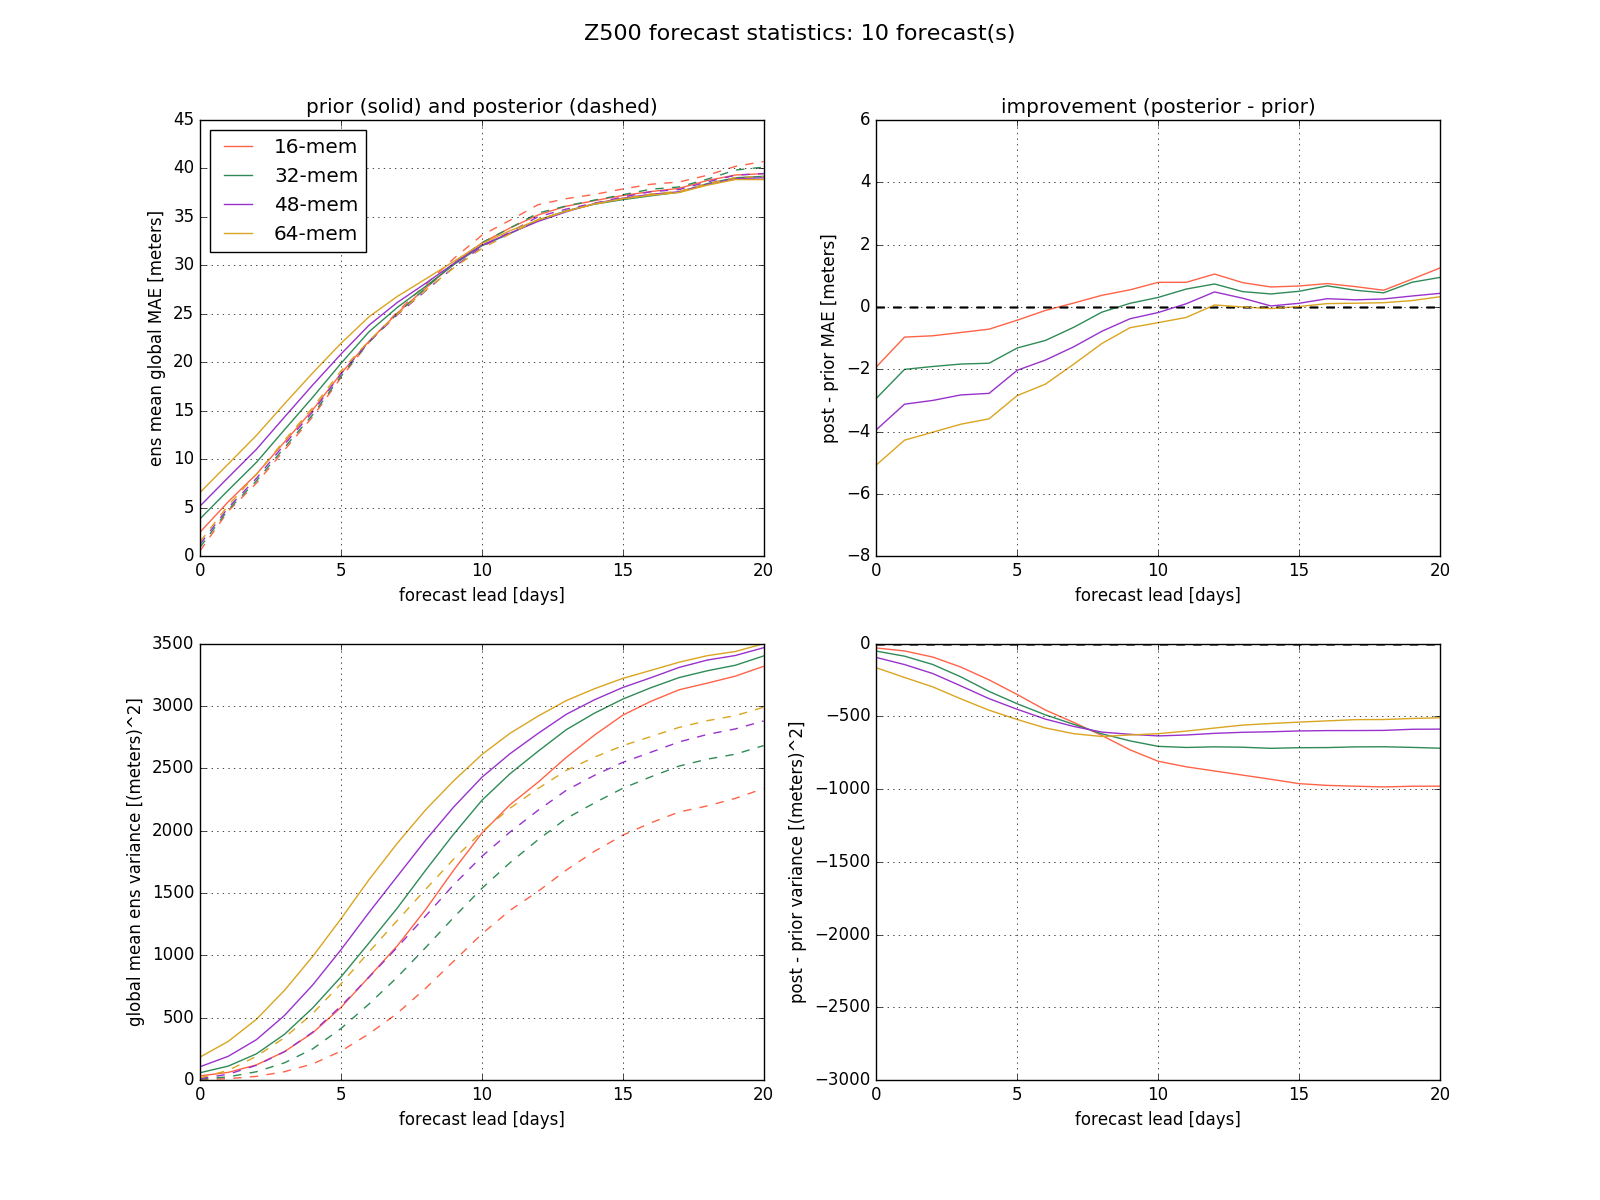 Z500 forecast statistics: 10 forecast(s)
prior (solid) and posterior (dashed)
45
40
35
30
25
20
15
10
5
0
ens mean global MAE [meters]
16-mem
32-mem
48-mem
64-mem
0 5 10 15 20
forecast lead [days]
improvement (posterior - prior)
6
4
2
0
−2
−4
−6
−8
post - prior MAE [meters]
0 5 10 15 20
forecast lead [days]
3500
3000
2500
2000
1500
1000
500
0
global mean ens variance [(meters)^2]
0 5 10 15 20
forecast lead [days]
0
−500
−1000
−1500
−2000
−2500
−3000
post - prior variance [(meters)^2]
0 5 10 15 20
forecast lead [days]